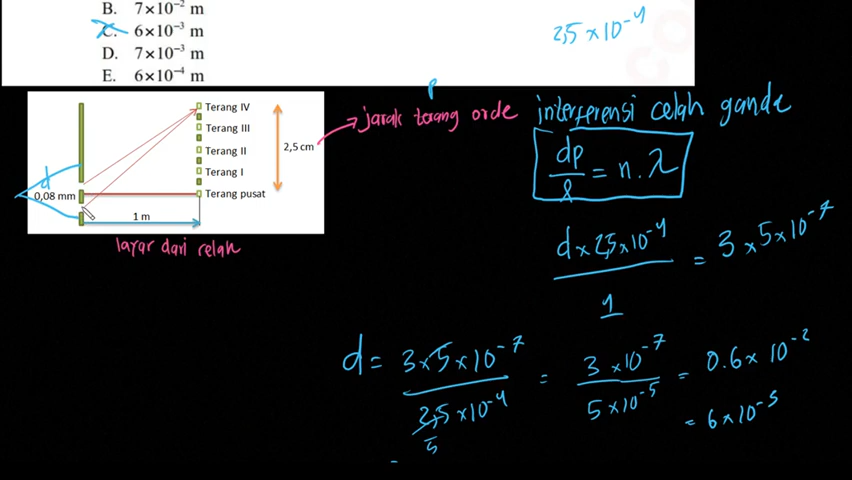 B. 7×10⁻² m
C. 6×10⁻³ m
D. 7×10⁻³ m
E. 6×10⁻⁴ m
2,5 × 10⁻⁴
Terang IV
Terang III
Terang II
Terang I
Terang pusat
2,5 cm
d
0,08 mm
1 m
layar dari celah
p
jarak terang orde
interferensi celah ganda
dp/l = n.λ
d × 2,5 × 10⁻⁴ / 1 = 3 × 5 × 10⁻⁷
d = 3 × 5 × 10⁻⁷ / 2,5 × 10⁻⁴ = 3 × 10⁻⁷ / 5 × 10⁻⁵ = 0.6 × 10⁻²
5
= 6 × 10⁻³